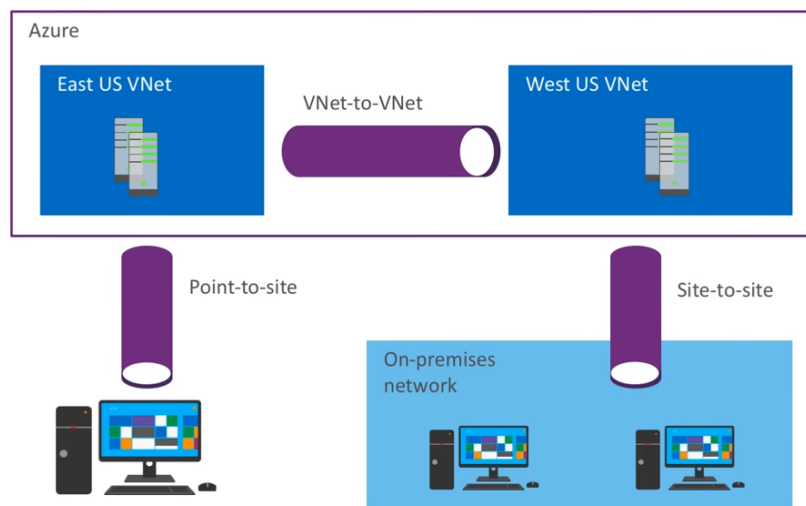 Azure
East US VNet
VNet-to-VNet
West US VNet
Point-to-site
Site-to-site
On-premises
network